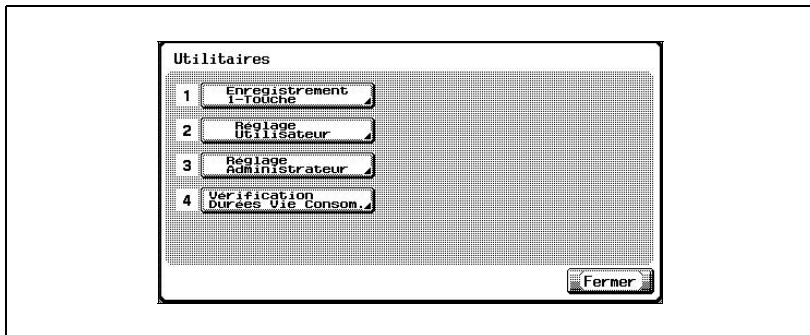 Utilitaires
1 Enregistrement
1-Touche
2 Réglage
Utilisateur
3 Réglage
Administrateur
4 Vérification
Durées Vie Consom.
Fermer